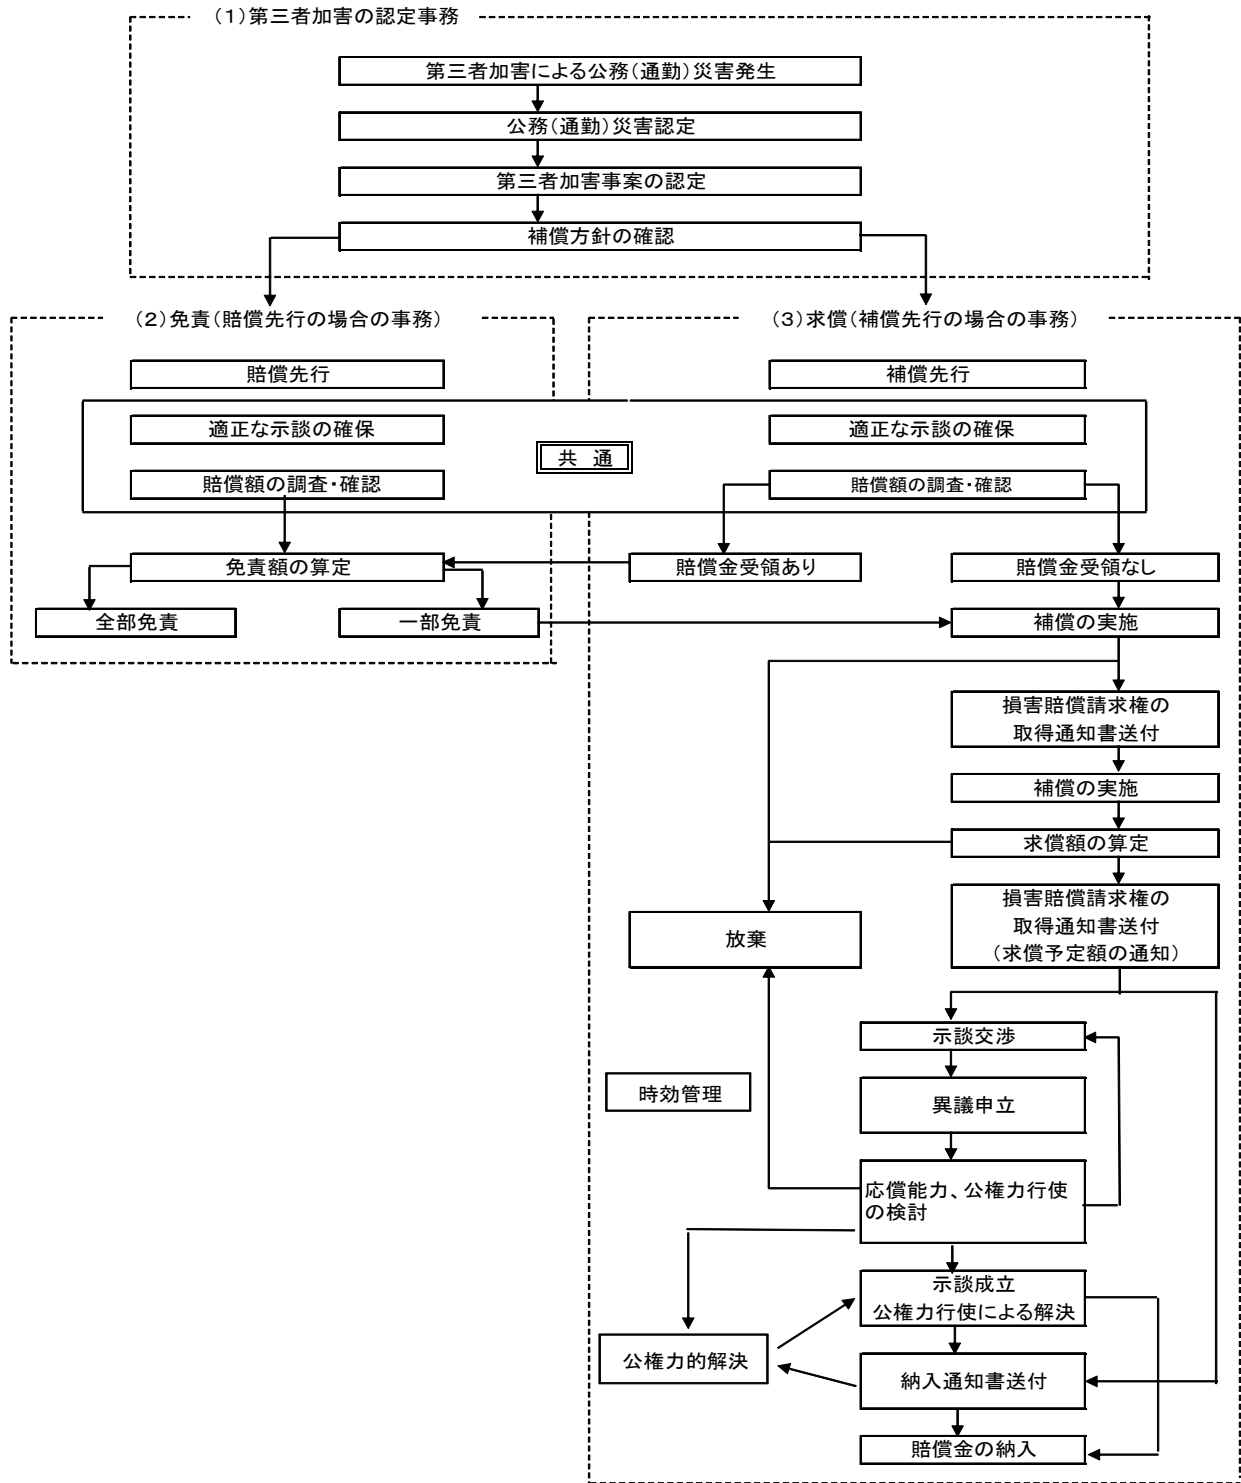 (1)第三者加害の認定事務
第三者加害による公務(通勤)災害発生
公務(通勤)災害認定
第三者加害事案の認定
補償方針の確認
(2)免責(賠償先行の場合の事務)
賠償先行
適正な示談の確保
賠償額の調査・確認
免責額の算定
全部免責
一部免責
共 通
(3)求償(補償先行の場合の事務)
補償先行
適正な示談の確保
賠償額の調査・確認
賠償金受領あり
賠償金受領なし
補償の実施
損害賠償請求権の
取得通知書送付
補償の実施
求償額の算定
損害賠償請求権の
取得通知書送付
(求償予定額の通知)
放棄
示談交渉
時効管理
異議申立
応償能力、公権力行使
の検討
示談成立
公権力行使による解決
公権力的解決
納入通知書送付
賠償金の納入